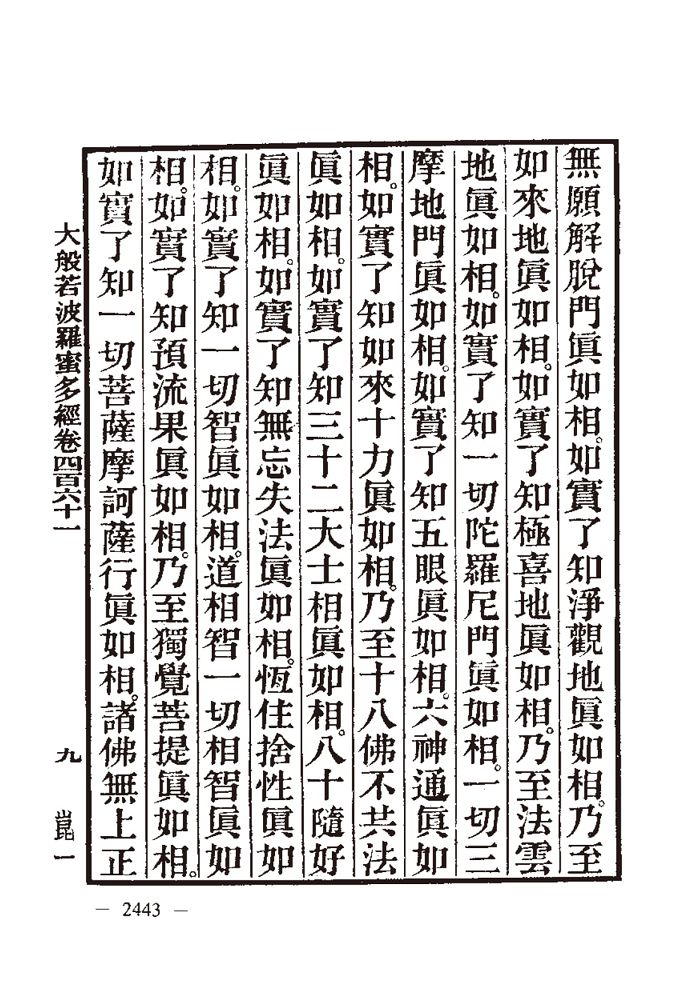 無願解脫門眞如相。如實了知淨觀地眞如相。乃至
如來地眞如相。如實了知極喜地眞如相。乃至法雲
地眞如相。如實了知一切陀羅尼門眞如相。一切三
摩地門眞如相。如實了知五眼眞如相。六神通眞如
相。如實了知如來十力眞如相。乃至十八佛不共法
眞如相。如實了知三十二大士相眞如相。八十隨好
眞如相。如實了知無忘失法眞如相。恆住捨性眞如
相。如實了知一切智眞如相。道相智一切相智眞如
相。如實了知預流果眞如相。乃至獨覺菩提眞如相。
如實了知一切菩薩摩訶薩行眞如相。諸佛無上正
大般若波羅蜜多經卷四百六十一
九
崑一
— 2443 —